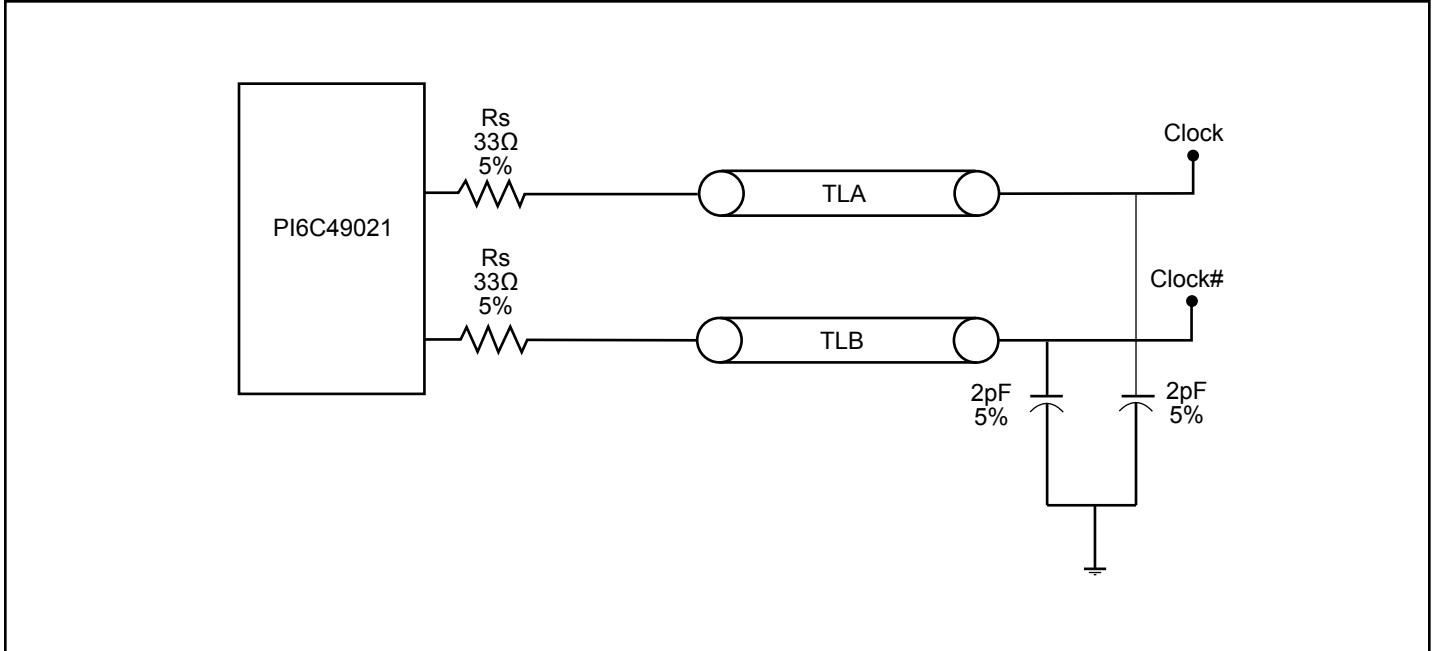 Rs
33Ω
5%
Clock
TLA
PI6C49021
Rs
33Ω
5%
Clock#
TLB
2pF
5%
2pF
5%